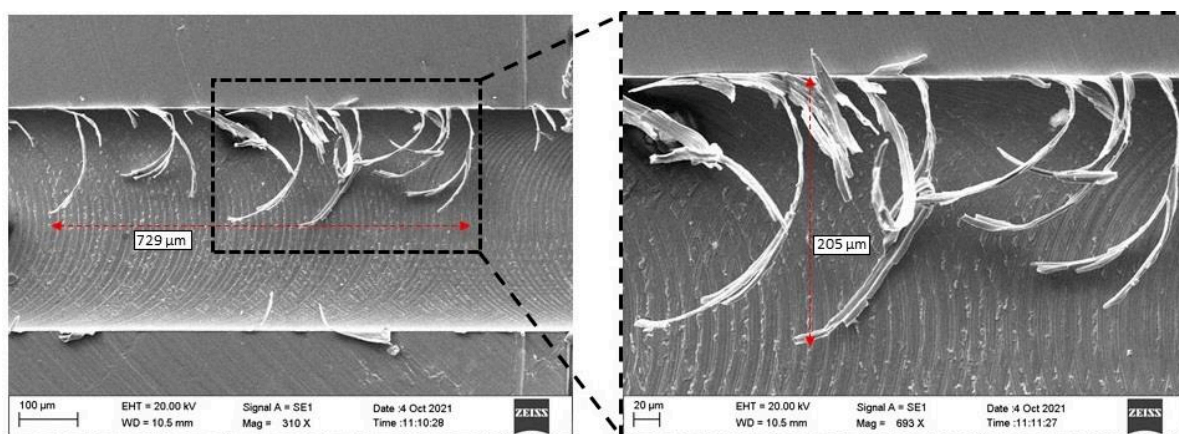 729 µm
100 µm
EHT = 20.00 kV
Signal A = SE1
Date :4 Oct 2021
WD = 10.5 mm
Mag = 310 X
Time :11:10:28
ZEISS
205 µm
20 µm
EHT = 20.00 kV
Signal A = SE1
Date :4 Oct 2021
WD = 10.5 mm
Mag = 693 X
Time :11:11:27
ZEISS